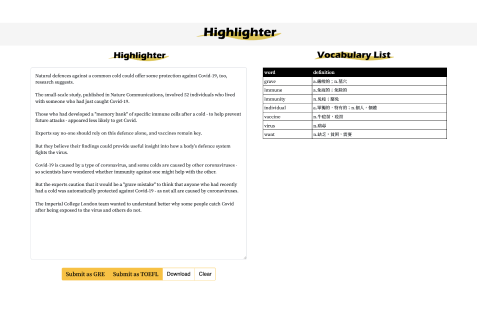 Highlighter
Highlighter
Natural defences against a common cold could offer some protection against Covid-19, too,
research suggests.
The small-scale study, published in Nature Communications, involved 52 individuals who lived
with someone who had just caught Covid-19.
Those who had developed a "memory bank" of specific immune cells after a cold - to help prevent
future attacks - appeared less likely to get Covid.
Experts say no-one should rely on this defence alone, and vaccines remain key.
But they believe their findings could provide useful insight into how a body's defence system
fights the virus.
Covid-19 is caused by a type of coronavirus, and some colds are caused by other coronaviruses -
so scientists have wondered whether immunity against one might help with the other.
But the experts caution that it would be a "grave mistake" to think that anyone who had recently
had a cold was automatically protected against Covid-19 - as not all are caused by coronaviruses.
The Imperial College London team wanted to understand better why some people catch Covid
after being exposed to the virus and others do not.
Submit as GRE Submit as TOEFL Download Clear
Vocabulary List
word definition
grave
immune
immunity
individual
vaccine
virus n.病毒
want